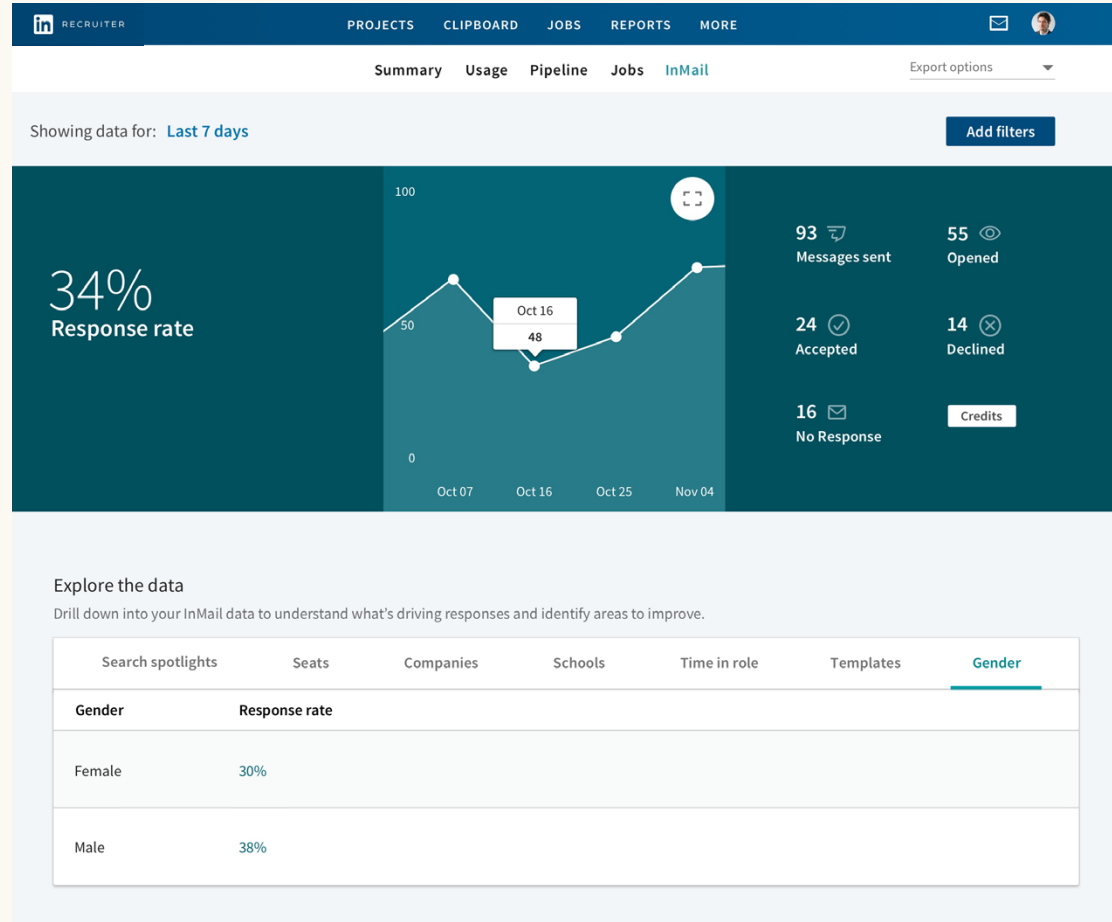 in RECRUITER PROJECTS CLIPBOARD JOBS REPORTS MORE
Summary Usage Pipeline Jobs InMail Export options
Showing data for: Last 7 days Add filters
34%
Response rate
100
50
0
Oct 16
48
Oct 07 Oct 16 Oct 25 Nov 04
93 55
Messages sent Opened
24 14
Accepted Declined
16 Credits
No Response
Explore the data
Drill down into your InMail data to understand what’s driving responses and identify areas to improve.
Search spotlights Seats Companies Schools Time in role Templates Gender
Gender Response rate
Female 30%
Male 38%